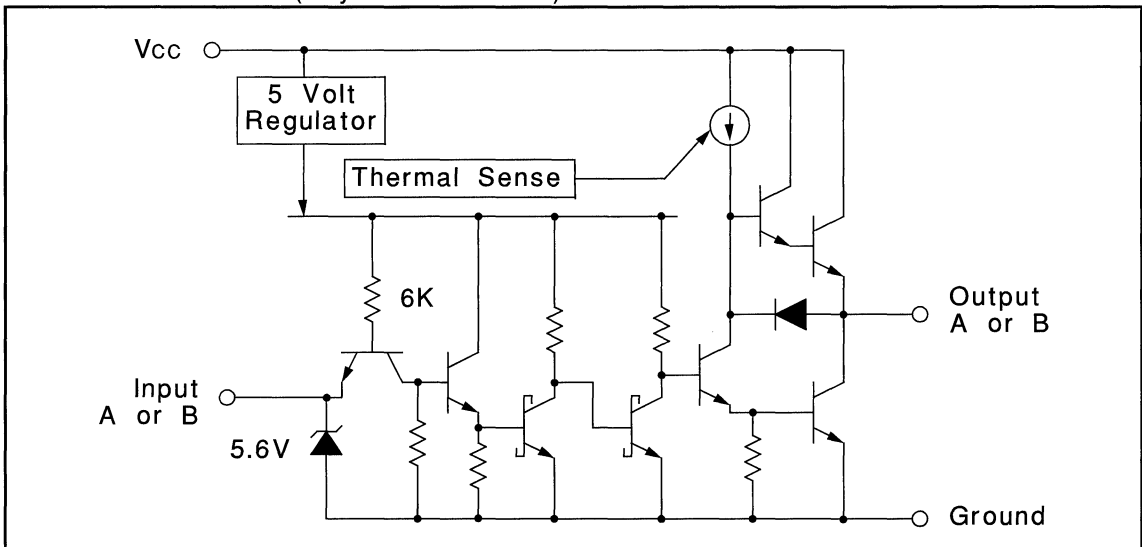 Vcc
5 Volt
Regulator
Thermal Sense
6K
Output
A or B
Input
A or B
5.6V
Ground